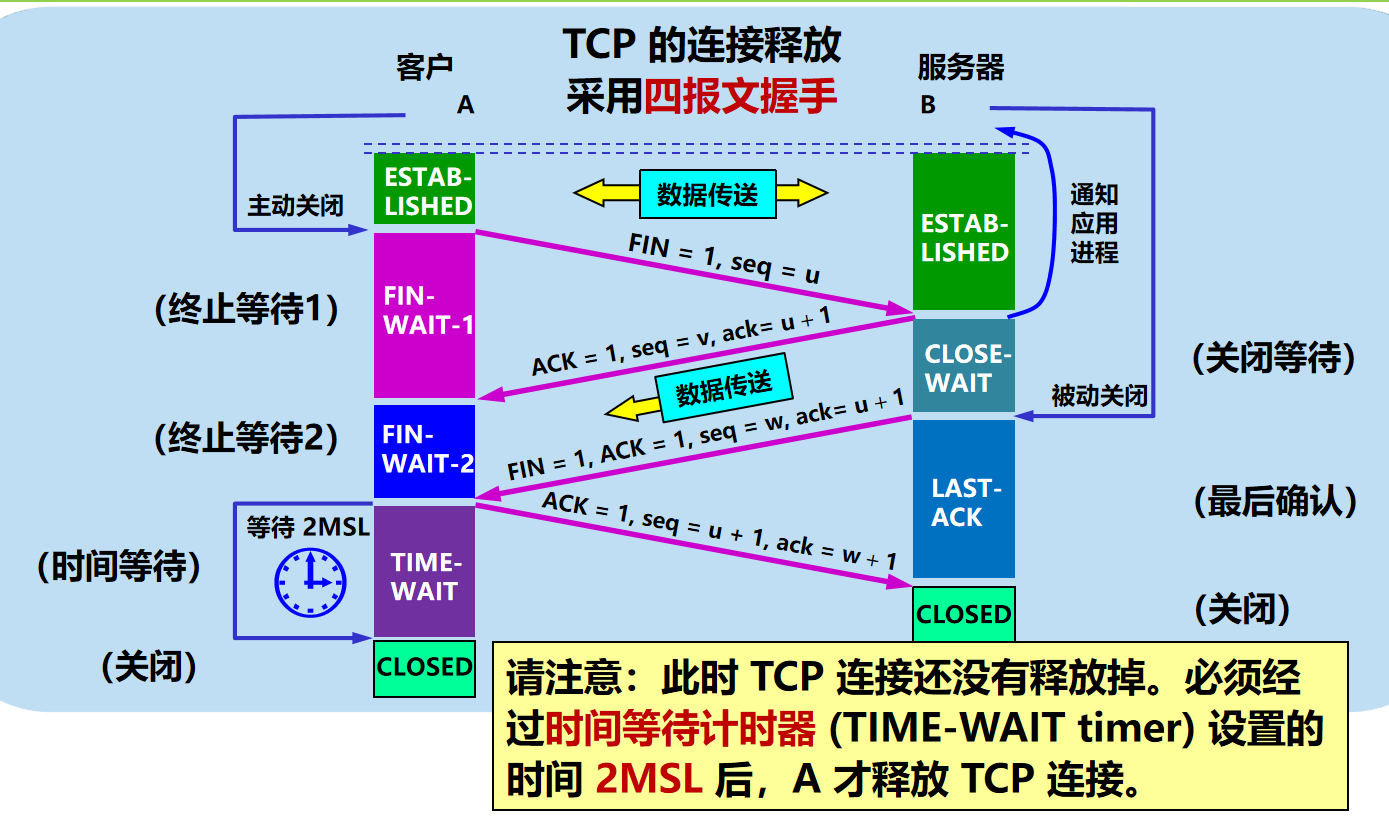 TCP 的连接释放
采用四报文握手
客户
A
服务器
B
ESTAB-
LISHED
主动关闭
数据传送
ESTAB-
LISHED
通知
应用
进程
FIN = 1, seq = u
(终止等待1)
FIN-
WAIT-1
ACK = 1, seq = v, ack= u + 1
CLOSE-
WAIT
(关闭等待)
数据传送
被动关闭
(终止等待2)
FIN-
WAIT-2
FIN = 1, ACK = 1, seq = w, ack= u + 1
LAST-
ACK
(最后确认)
等待 2MSL
ACK = 1, seq = u + 1, ack = w + 1
(时间等待)
TIME-
WAIT
CLOSED
(关闭)
(关闭)
CLOSED
请注意：此时 TCP 连接还没有释放掉。必须经
过时间等待计时器 (TIME-WAIT timer) 设置的
时间 2MSL 后，A 才释放 TCP 连接。